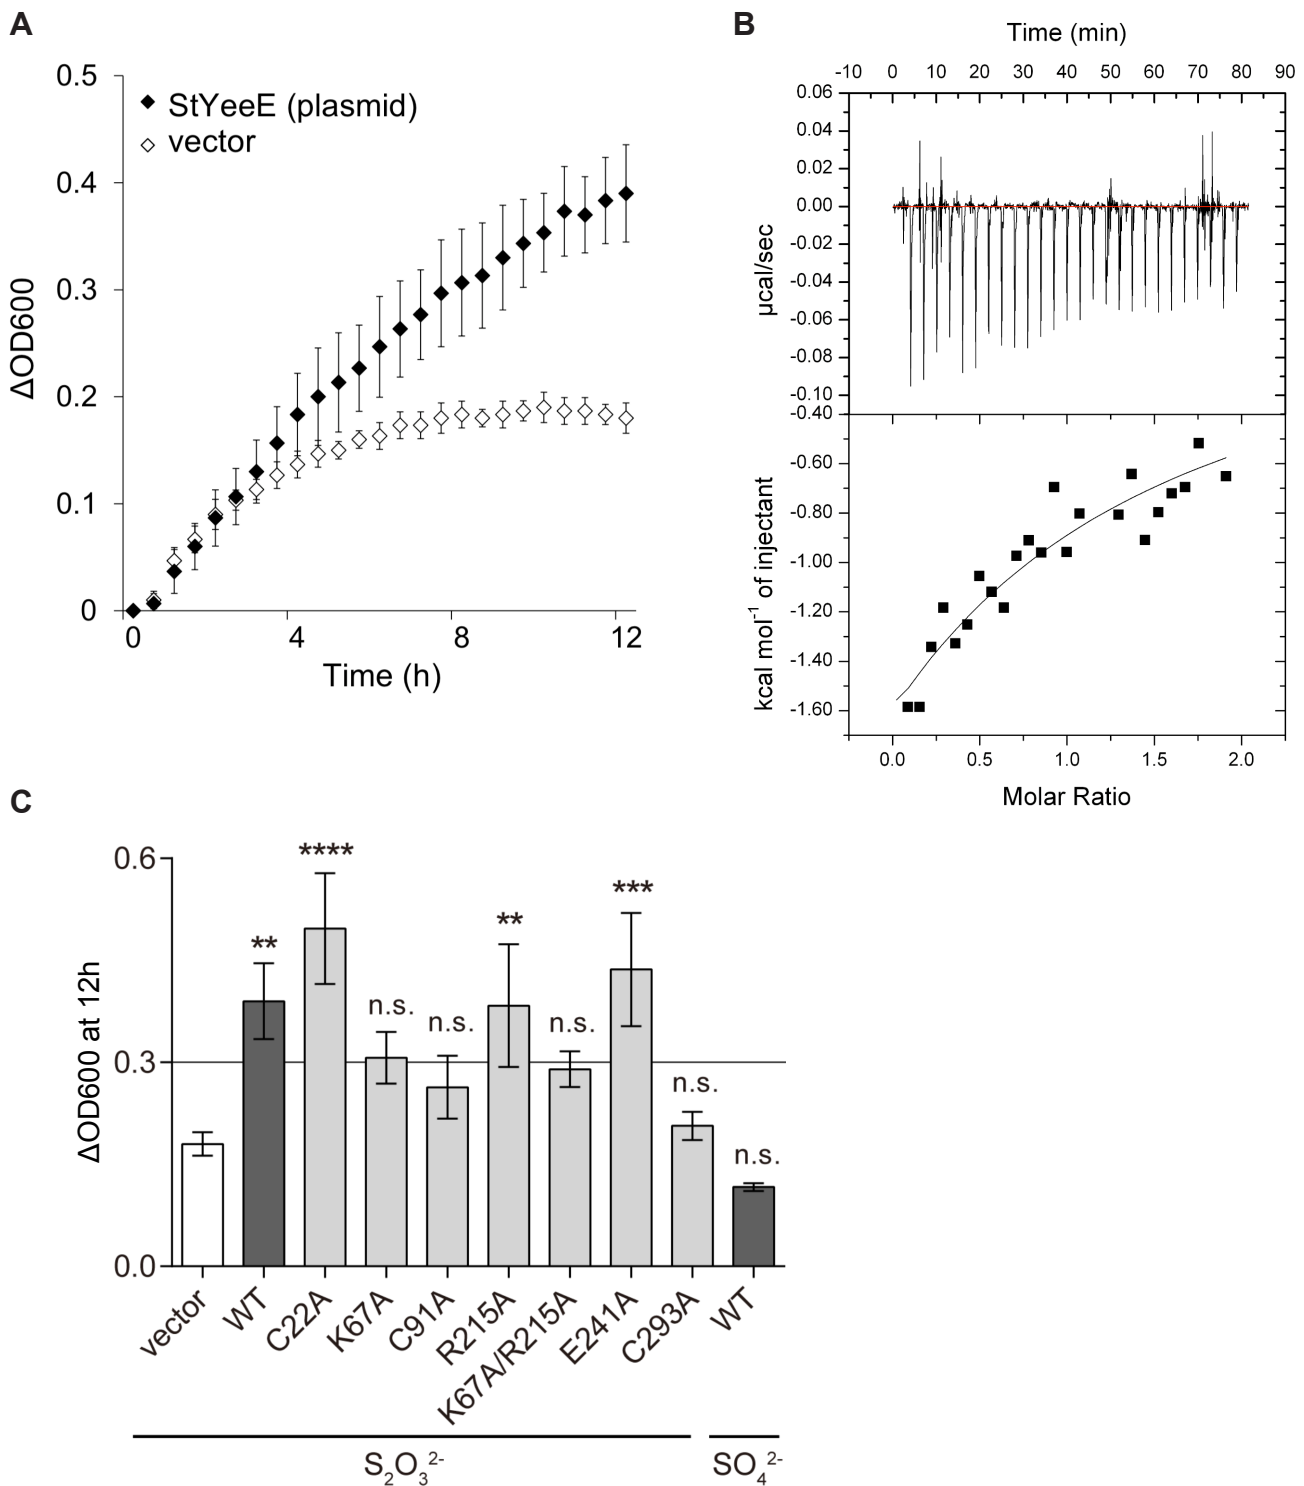 A
0.5
0.4
0.3
0.2
0.1
0
ΔOD600
◆ StYeeE (plasmid)
◇ vector
0 4 8 12
Time (h)
B
Time (min)
-10 0 10 20 30 40 50 60 70 80 90
0.06
0.04
0.02
0.00
-0.02
-0.04
-0.06
-0.08
-0.10
µcal/sec
-0.40
-0.60
-0.80
-1.00
-1.20
-1.40
-1.60
kcal mol⁻¹ of injectant
0.0 0.5 1.0 1.5 2.0
Molar Ratio
C
0.6
0.3
0.0
ΔOD600 at 12h
** **** n.s. n.s. ** n.s. *** n.s. n.s.
vector WT C22A K67A C91A R215A K67A/R215A E241A C293A WT
S₂O₃²⁻ SO₄²⁻